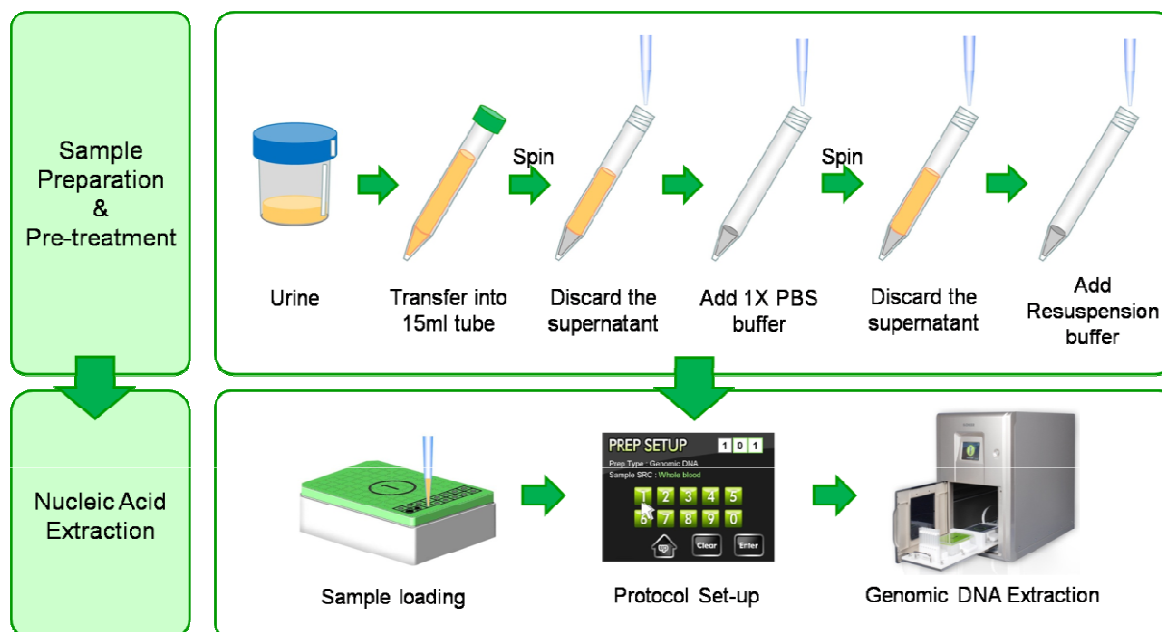 Sample
Preparation
&
Pre-treatment
Spin
Spin
Urine
Transfer into
15ml tube
Discard the
supernatant
Add 1X PBS
buffer
Discard the
supernatant
Add
Resuspension
buffer
Nucleic Acid
Extraction
PREP SETUP
1 0 1
Prep Type : Genomic DNA
Sample SRC : Whole blood
1 2 3 4 5
6 7 8 9 0
Clear
Enter
Sample loading
Protocol Set-up
Genomic DNA Extraction